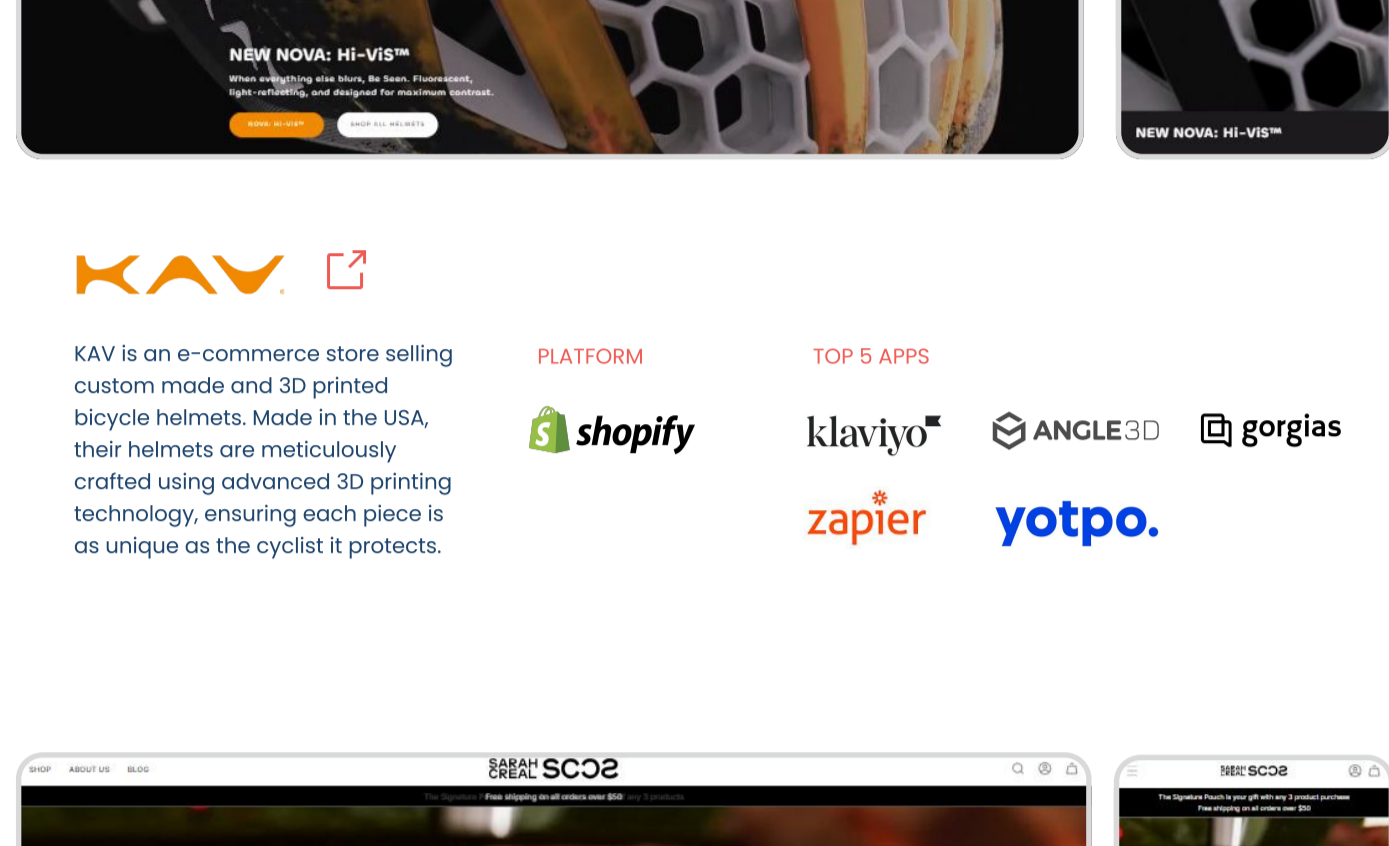 NEW NOVA: Hi-ViS™
When everything else blurs, Be Seen. Fluorescent,
light-reflecting, and designed for maximum contrast.
NOVA: Hi-ViS™
SHOP ALL HELMETS
NEW NOVA: Hi-ViS™
KAV
KAV is an e-commerce store selling
custom made and 3D printed
bicycle helmets. Made in the USA,
their helmets are meticulously
crafted using advanced 3D printing
technology, ensuring each piece is
as unique as the cyclist it protects.
PLATFORM
shopify
TOP 5 APPS
klaviyo
ANGLE3D
gorgias
zapier
yotpo.
SHOP ABOUT US BLOG
SARAH
CREAL SCOS
The Signature Free shipping on all orders over $50 any 3 products
SARAH
CREAL SCOS
The Signature Pouch is your gift with any 3 product purchase
Free shipping on all orders over $50